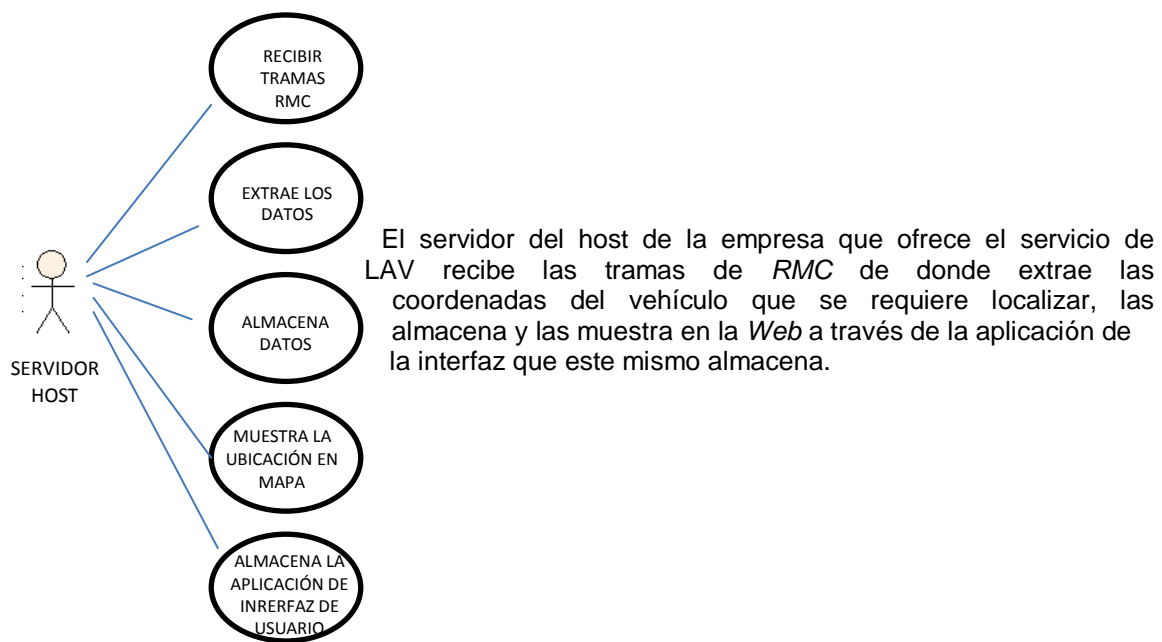 RECIBIR
TRAMAS
RMC
EXTRAE LOS
DATOS
ALMACENA
DATOS
MUESTRA LA
UBICACIÓN EN
MAPA
ALMACENA LA
APLICACIÓN DE
INRERFAZ DE
USUARIO
SERVIDOR
HOST
El servidor del host de la empresa que ofrece el servicio de
LAV recibe las tramas de RMC de donde extrae las
coordenadas del vehículo que se requiere localizar, las
almacena y las muestra en la Web a través de la aplicación de
la interfaz que este mismo almacena.